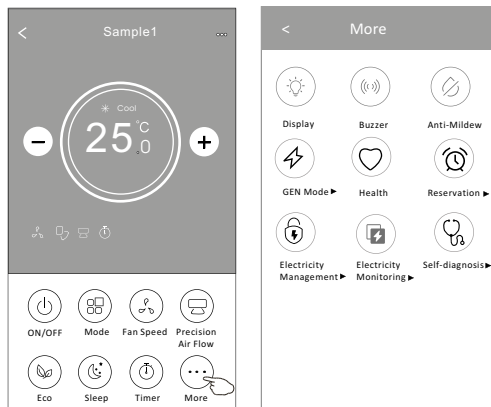 Sample1
Cool
25.0°C
ON/OFF
Mode
Fan Speed
Precision
Air Flow
Eco
Sleep
Timer
More
More
Display
Buzzer
Anti-Mildew
GEN Mode
Health
Reservation
Electricity
Management
Electricity
Monitoring
Self-diagnosis